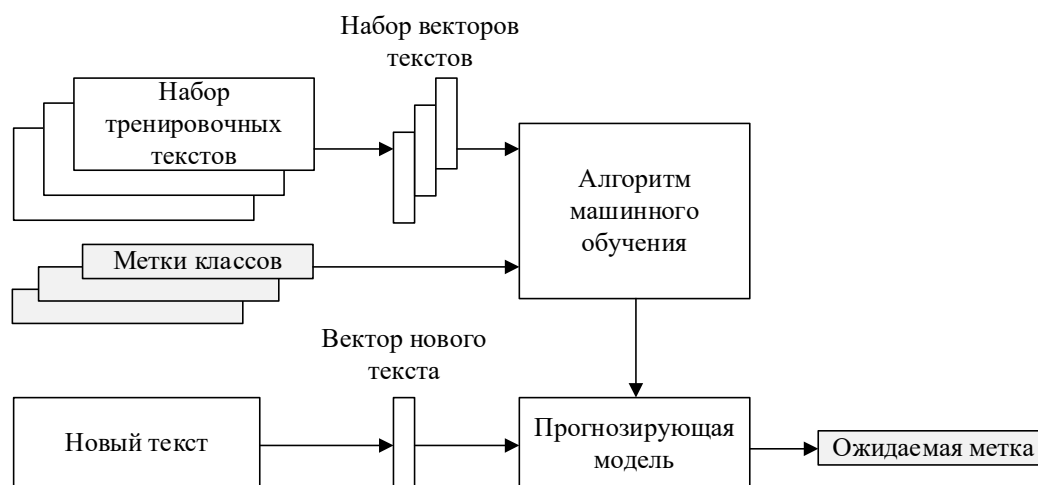 Набор векторов
текстов
Набор
тренировочных
текстов
Алгоритм
машинного
обучения
Метки классов
Вектор нового
текста
Новый текст
Прогнозирующая
модель
Ожидаемая метка